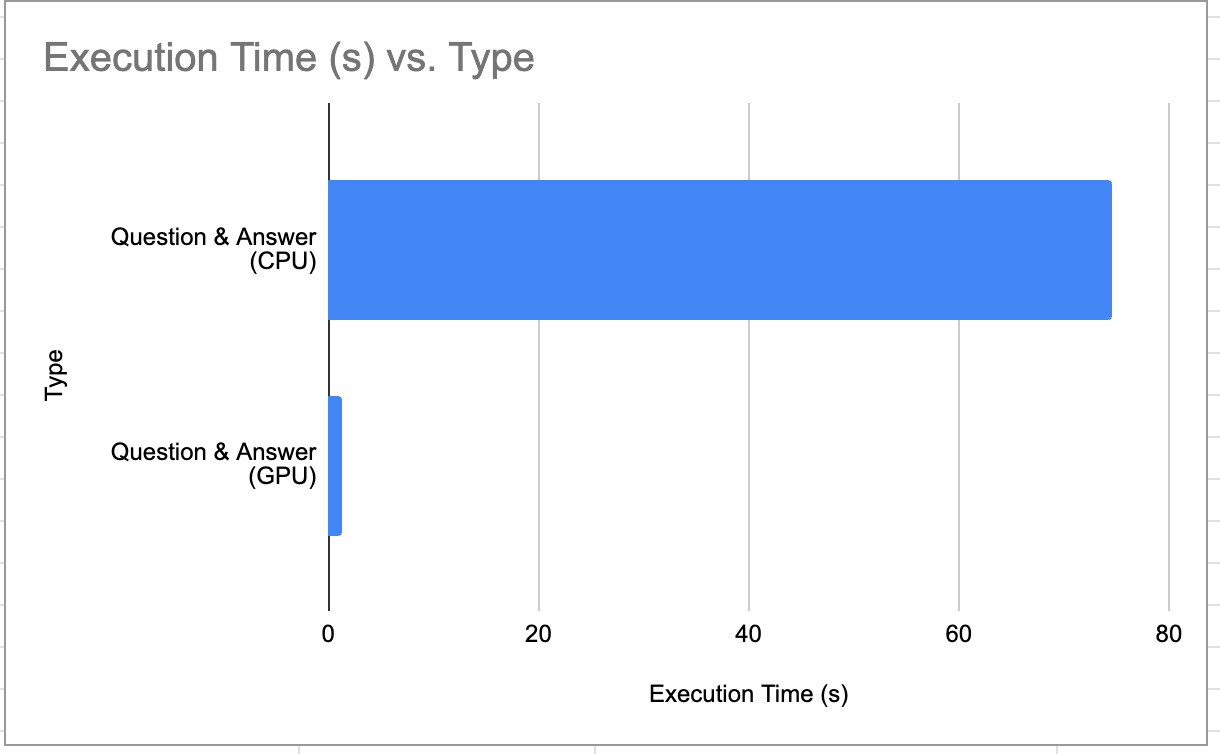 Execution Time (s) vs. Type
Question & Answer
(CPU)
Type
Question & Answer
(GPU)
0 20 40 60 80
Execution Time (s)